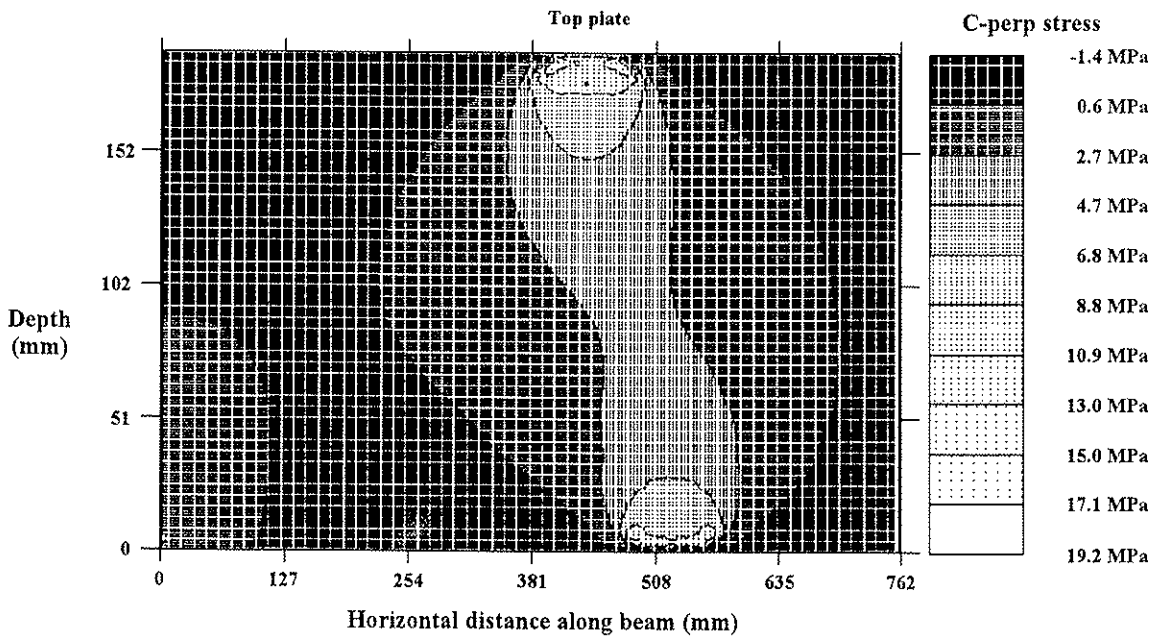 Top plate
C-perp stress
-1.4 MPa
0.6 MPa
2.7 MPa
4.7 MPa
6.8 MPa
8.8 MPa
10.9 MPa
13.0 MPa
15.0 MPa
17.1 MPa
19.2 MPa
152
102
51
0
Depth
(mm)
0 127 254 381 508 635 762
Horizontal distance along beam (mm)